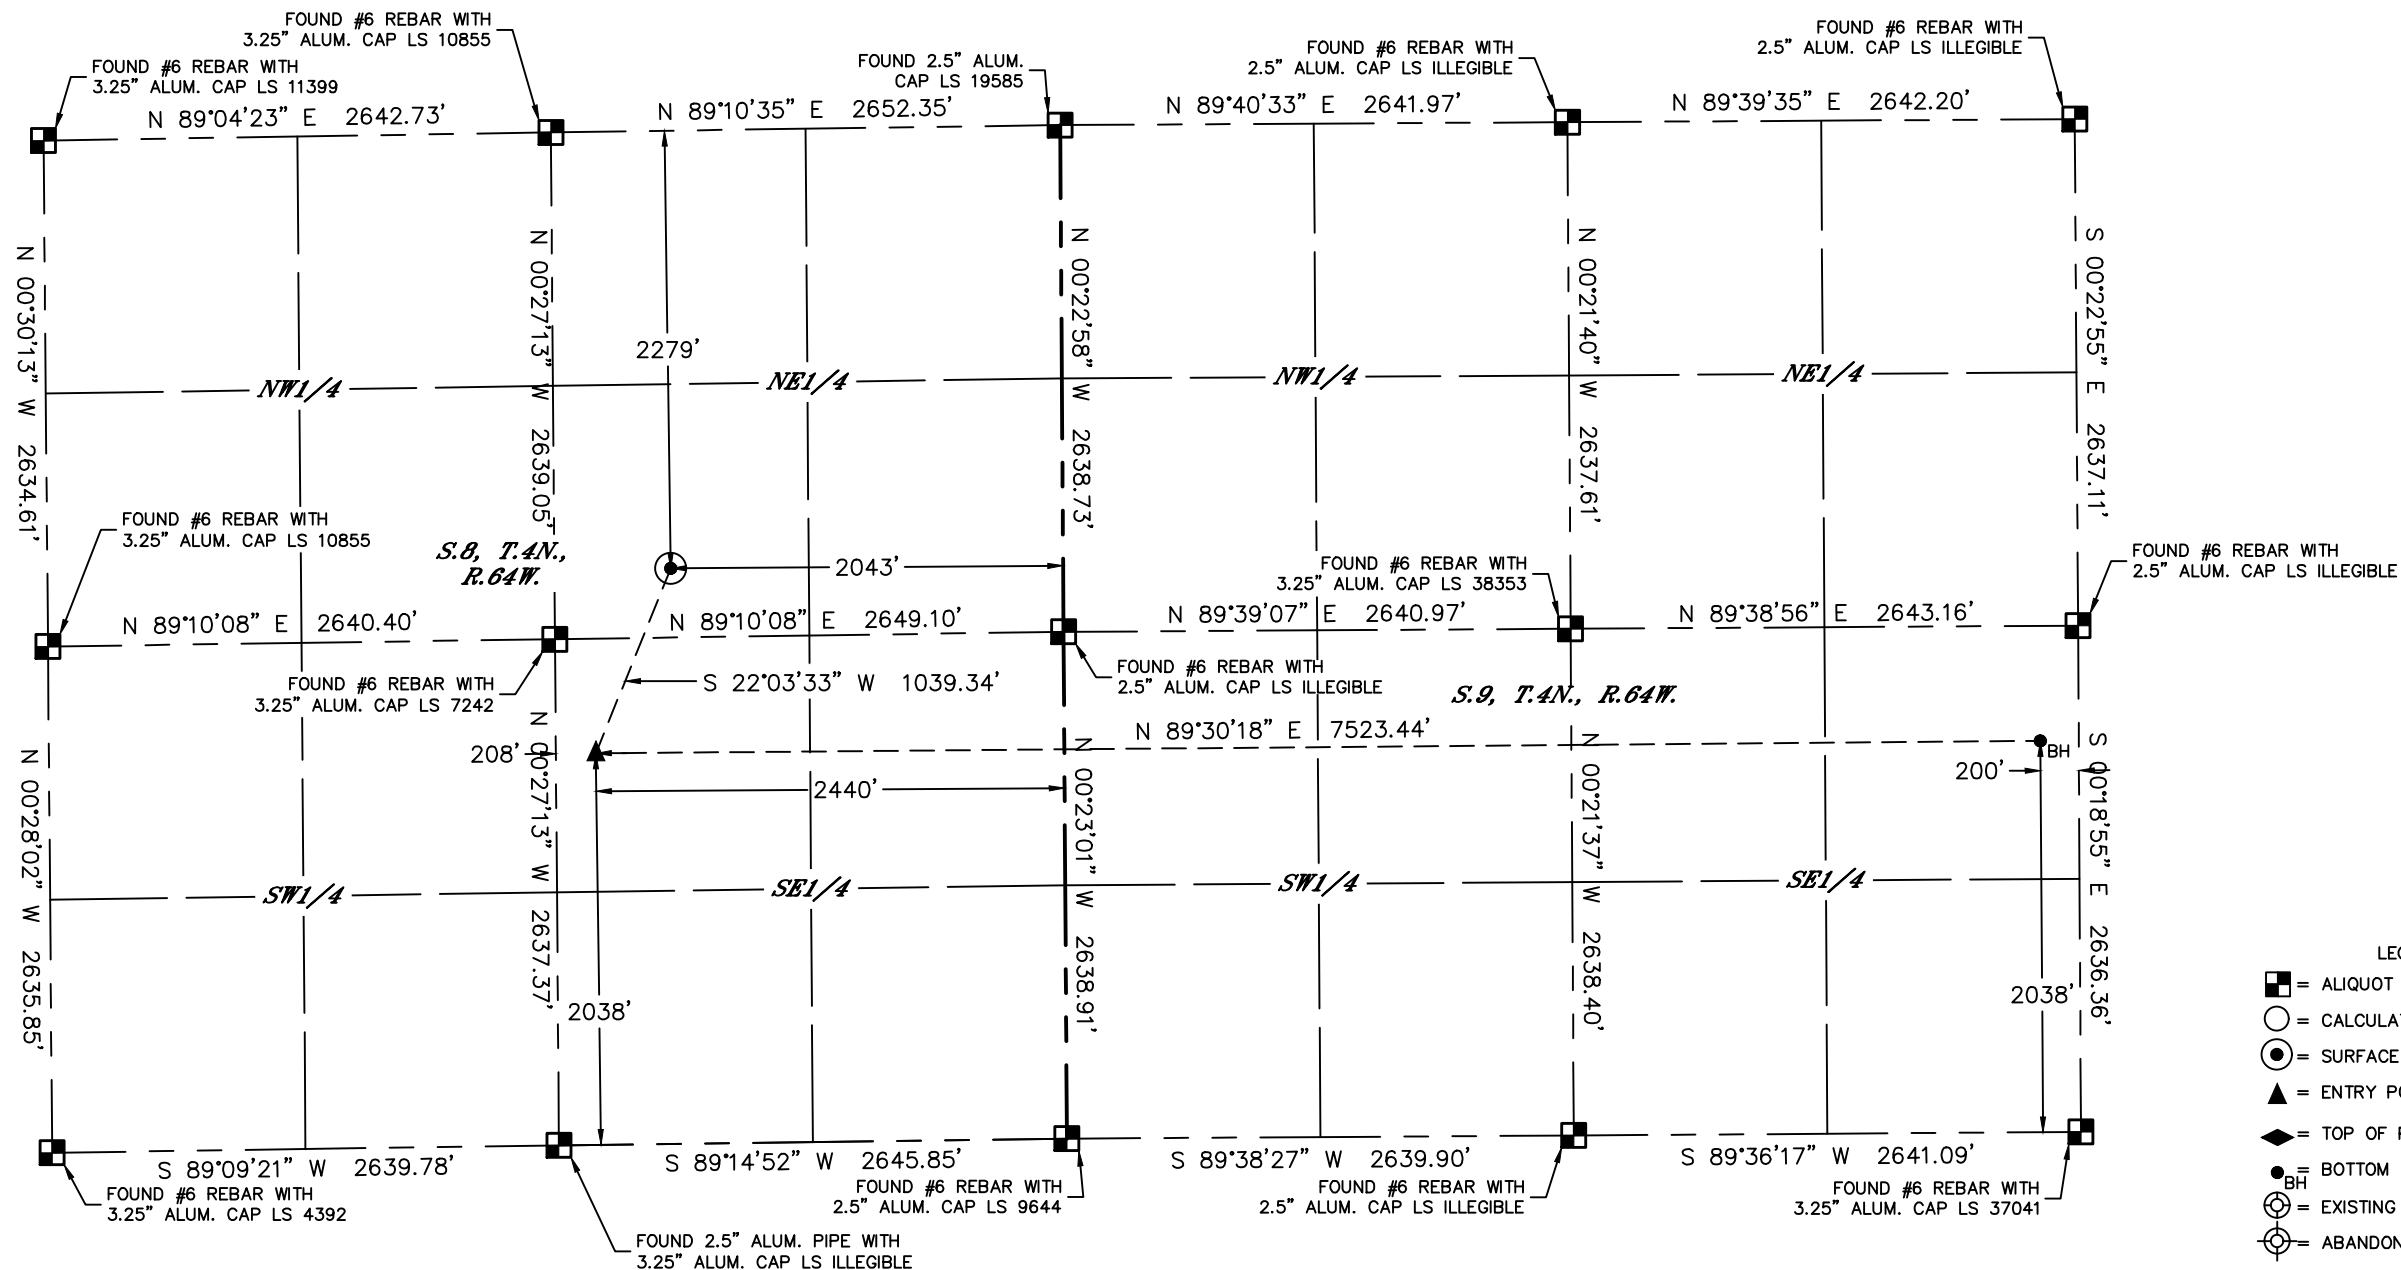 FOUND #6 REBAR WITH
3.25" ALUM. CAP LS 10855
FOUND #6 REBAR WITH
3.25" ALUM. CAP LS 11399
FOUND 2.5" ALUM.
CAP LS 19585
FOUND #6 REBAR WITH
2.5" ALUM. CAP LS ILLEGIBLE
FOUND #6 REBAR WITH
2.5" ALUM. CAP LS ILLEGIBLE
N 89°04'23" E 2642.73'
N 89°10'35" E 2652.35'
N 89°40'33" E 2641.97'
N 89°39'35" E 2642.20'
N 00°30'13" W 2634.61'
N 00°27'13" W 2639.05'
N 00°22'58" W 2638.73'
N 00°21'40" W 2637.61'
S 00°22'55" E 2637.11'
2279'
NW1/4
NE1/4
NW1/4
NE1/4
FOUND #6 REBAR WITH
3.25" ALUM. CAP LS 10855
S.8, T.4N.,
R.64W.
2043'
FOUND #6 REBAR WITH
3.25" ALUM. CAP LS 38353
FOUND #6 REBAR WITH
2.5" ALUM. CAP LS ILLEGIBLE
N 89°10'08" E 2640.40'
N 89°10'08" E 2649.10'
N 89°39'07" E 2640.97'
N 89°38'56" E 2643.16'
FOUND #6 REBAR WITH
3.25" ALUM. CAP LS 7242
S 22°03'33" W 1039.34'
FOUND #6 REBAR WITH
2.5" ALUM. CAP LS ILLEGIBLE
S.9, T.4N., R.64W.
N 89°30'18" E 7523.44'
208'
BH
200'
2440'
N 00°28'02" W 2635.85'
N 00°27'13" W 2637.37'
N 00°23'01" W 2638.91'
N 00°21'37" W 2638.40'
S 00°18'55" E 2636.36'
SW1/4
SE1/4
SW1/4
SE1/4
2038'
2038'
S 89°09'21" W 2639.78'
S 89°14'52" W 2645.85'
S 89°38'27" W 2639.90'
S 89°36'17" W 2641.09'
FOUND #6 REBAR WITH
3.25" ALUM. CAP LS 4392
FOUND 2.5" ALUM. PIPE WITH
3.25" ALUM. CAP LS ILLEGIBLE
FOUND #6 REBAR WITH
2.5" ALUM. CAP LS 9644
FOUND #6 REBAR WITH
2.5" ALUM. CAP LS ILLEGIBLE
FOUND #6 REBAR WITH
3.25" ALUM. CAP LS 37041
= ALIQUOT
=
= SURFACE
= ENTRY
= TOP OF
BH = BOTTOM
= EXISTING
=